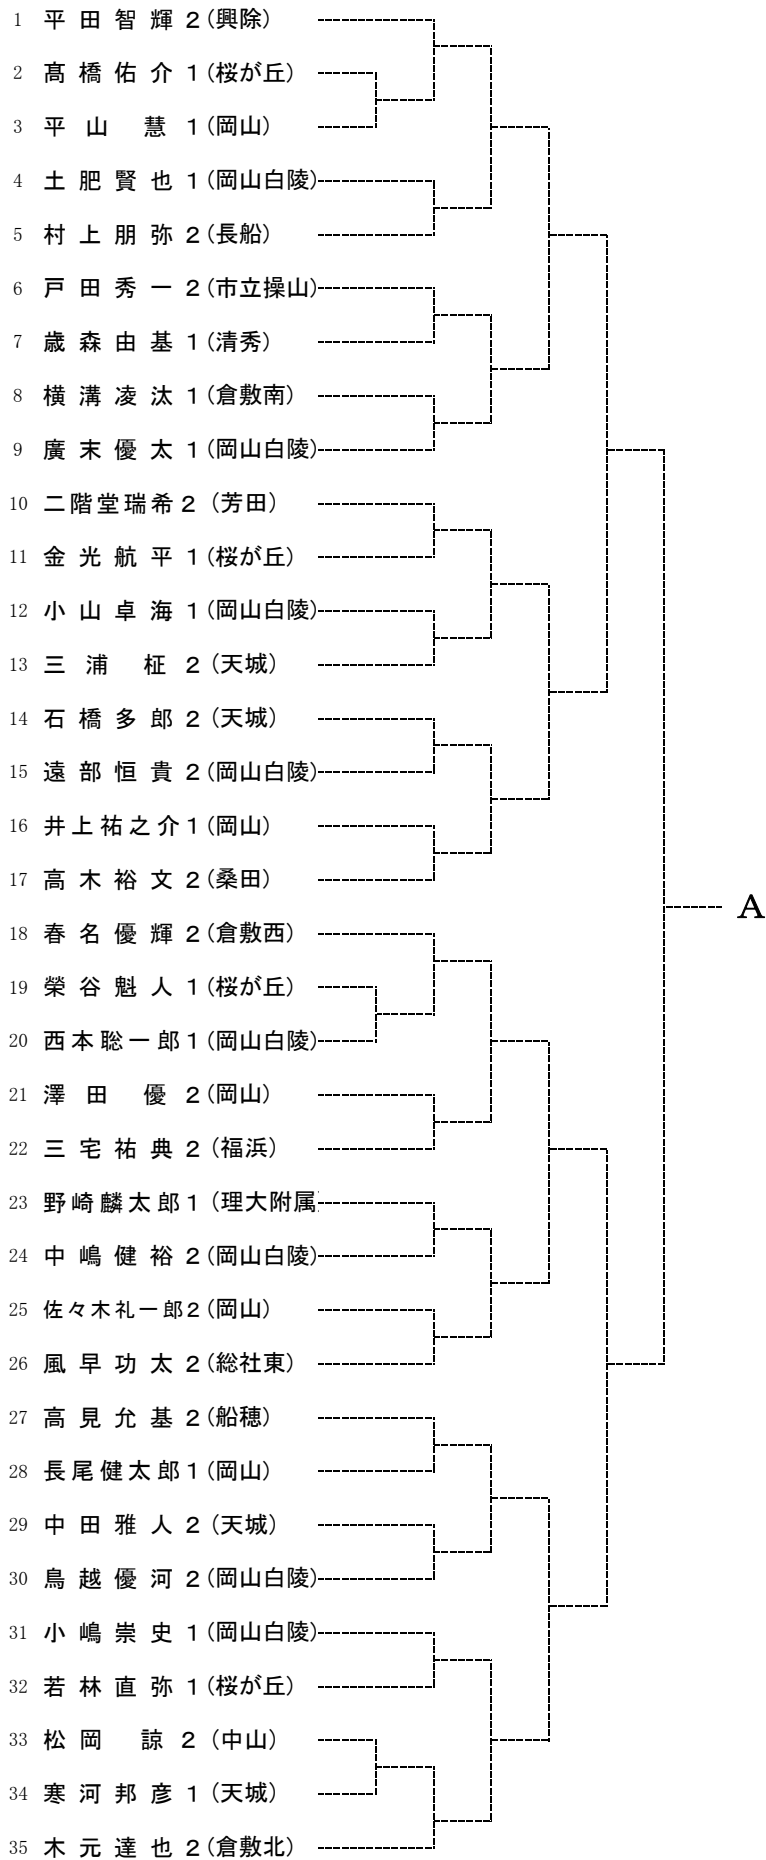 1 平田智輝 2 (興除)
2 髙橋佑介 1 (桜が丘)
3 平山 慧 1 (岡山)
4 土肥賢也 1 (岡山白陵)
5 村上朋弥 2 (長船)
6 戸田秀一 2 (市立操山)
7 歳森由基 1 (清秀)
8 横溝凌汰 1 (倉敷南)
9 廣末優太 1 (岡山白陵)
10 二階堂瑞希 2 (芳田)
11 金光航平 1 (桜が丘)
12 小山卓海 1 (岡山白陵)
13 三浦 柾 2 (天城)
14 石橋多郎 2 (天城)
15 遠部恒貴 2 (岡山白陵)
16 井上祐之介 1 (岡山)
17 高木裕文 2 (桑田)
A
18 春名優輝 2 (倉敷西)
19 榮谷魁人 1 (桜が丘)
20 西本聡一郎 1 (岡山白陵)
21 澤田 優 2 (岡山)
22 三宅祐典 2 (福浜)
23 野崎麟太郎 1 (理大附属)
24 中嶋健裕 2 (岡山白陵)
25 佐々木礼一郎 2 (岡山)
26 風早功太 2 (総社東)
27 高見允基 2 (船穂)
28 長尾健太郎 1 (岡山)
29 中田雅人 2 (天城)
30 鳥越優河 2 (岡山白陵)
31 小嶋崇史 1 (岡山白陵)
32 若林直弥 1 (桜が丘)
33 松岡 諒 2 (中山)
34 寒河邦彦 1 (天城)
35 木元達也 2 (倉敷北)